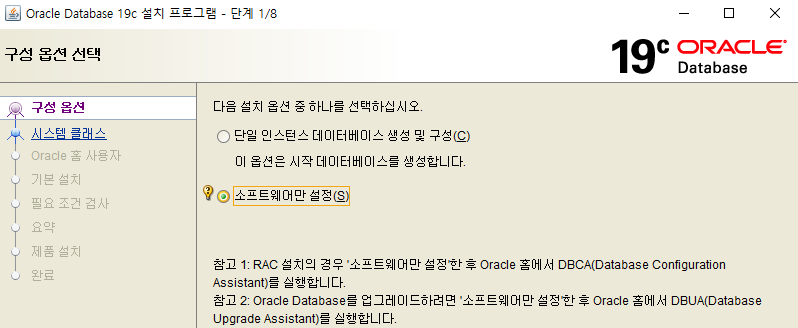 Oracle Database 19c 설치 프로그램 - 단계 1/8
구성 옵션 선택
19c ORACLE
Database
구성 옵션
시스템 클래스
Oracle 홈 사용자
기본 설치
필요 조건 검사
요약
제품 설치
완료
다음 설치 옵션 중 하나를 선택하십시오.
단일 인스턴스 데이터베이스 생성 및 구성(C)
이 옵션은 시작 데이터베이스를 생성합니다.
소프트웨어만 설정(S)
참고 1: RAC 설치의 경우 '소프트웨어만 설정'한 후 Oracle 홈에서 DBCA(Database Configuration
Assistant)를 실행합니다.
참고 2: Oracle Database를 업그레이드하려면 '소프트웨어만 설정'한 후 Oracle 홈에서 DBUA(Database
Upgrade Assistant)를 실행합니다.